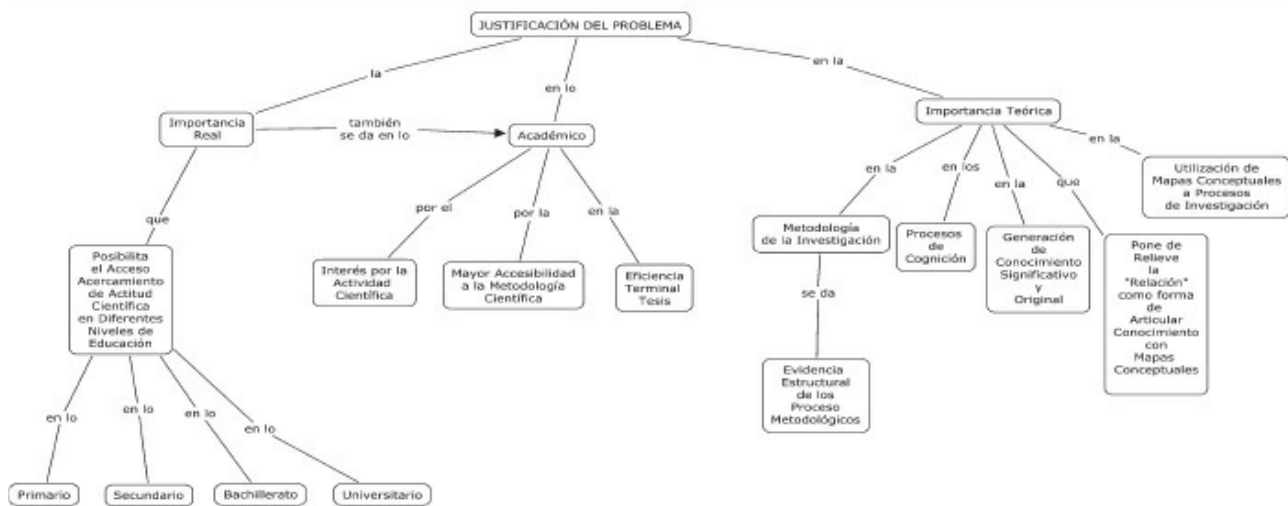 JUSTIFICACIÓN DEL PROBLEMA
la
en lo
en la
Importancia
Real
también
se da en lo
Académico
Importancia Teórica
que
por el
por la
en la
en la
en los
en la
que
en la
Utilización de
Mapas Conceptuales
a Procesos
de Investigación
Posibilita
el Acceso
Acercamiento
de Actitud
Científica
en Diferentes
Niveles de
Educación
Interés por la
Actividad
Científica
Mayor Accesibilidad
a la Metodología
Científica
Eficiencia
Terminal
Tesis
Metodología
de la Investigación
Procesos
de
Cognición
Generación
de
Conocimiento
Significativo
y
Original
Pone de
Relieve
la
"Relación"
como forma
de
Articular
Conocimiento
con
Mapas
Conceptuales
se da
Evidencia
Estructural
de los
Proceso
Metodológicos
en lo
en lo
en lo
en lo
Primario
Secundario
Bachillerato
Universitario